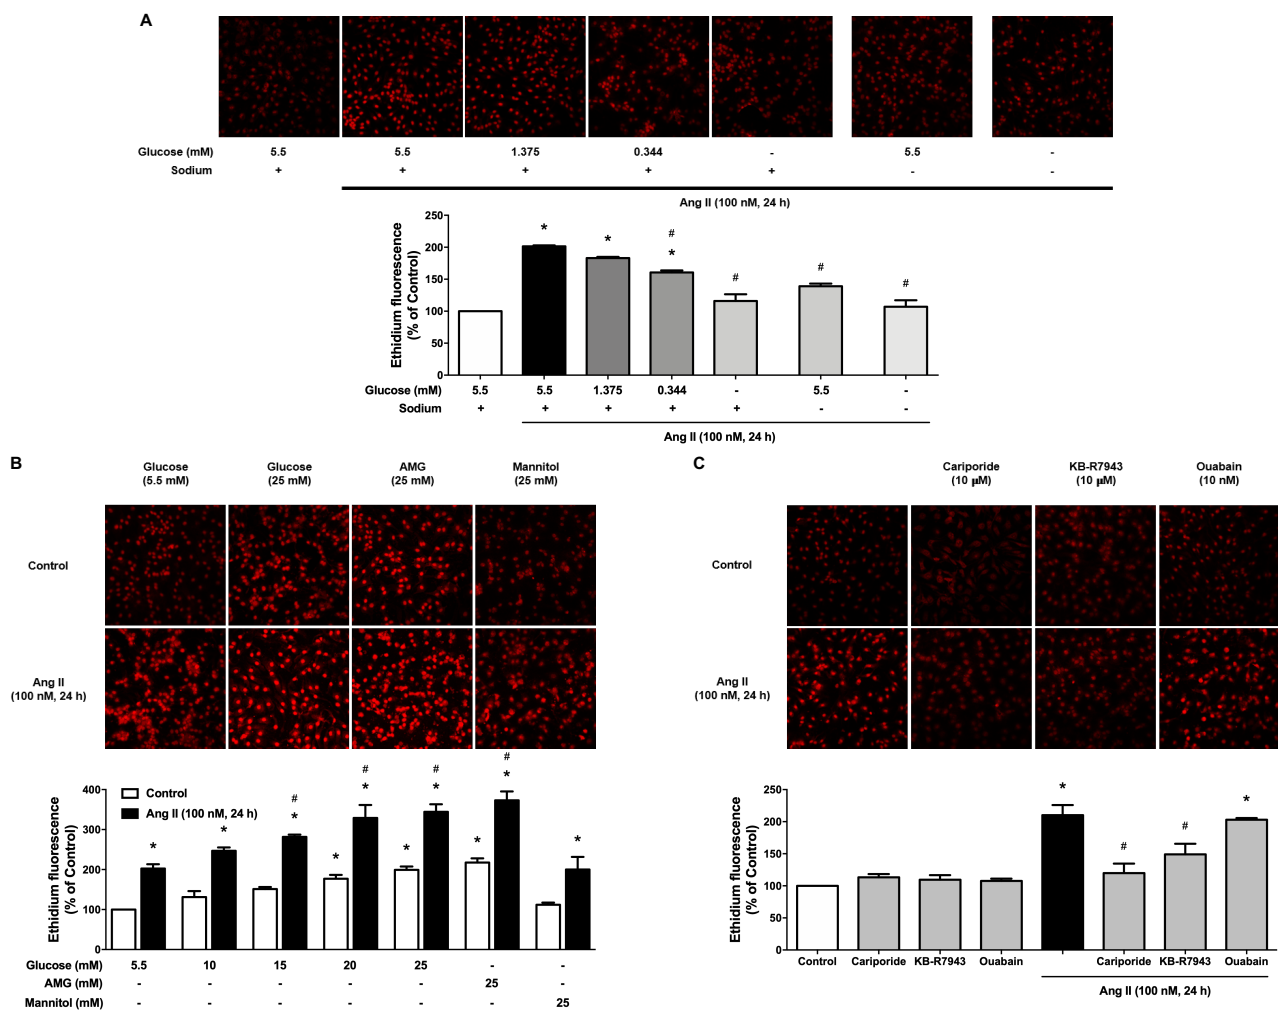 A
Glucose (mM) 5.5 5.5 1.375 0.344 - 5.5 -
Sodium + + + + + - -
Ang II (100 nM, 24 h)
Ethidium fluorescence
(% of Control)
250
200
150
100
50
0
* * # * # # #
Glucose (mM) 5.5 5.5 1.375 0.344 - 5.5 -
Sodium + + + + + - -
Ang II (100 nM, 24 h)
B
Glucose (5.5 mM)
Glucose (25 mM)
AMG (25 mM)
Mannitol (25 mM)
Control
Ang II
(100 nM, 24 h)
Ethidium fluorescence
(% of Control)
400
300
200
100
0
Control
Ang II (100 nM, 24 h)
* * # * * # * * # * * # * *
Glucose (mM) 5.5 10 15 20 25 - -
AMG (mM) - - - - - 25 -
Mannitol (mM) - - - - - - 25
C
Cariporide (10 μM)
KB-R7943 (10 μM)
Ouabain (10 nM)
Control
Ang II
(100 nM, 24 h)
Ethidium fluorescence
(% of Control)
250
200
150
100
50
0
* # # *
Control Cariporide KB-R7943 Ouabain Cariporide KB-R7943 Ouabain
Ang II (100 nM, 24 h)